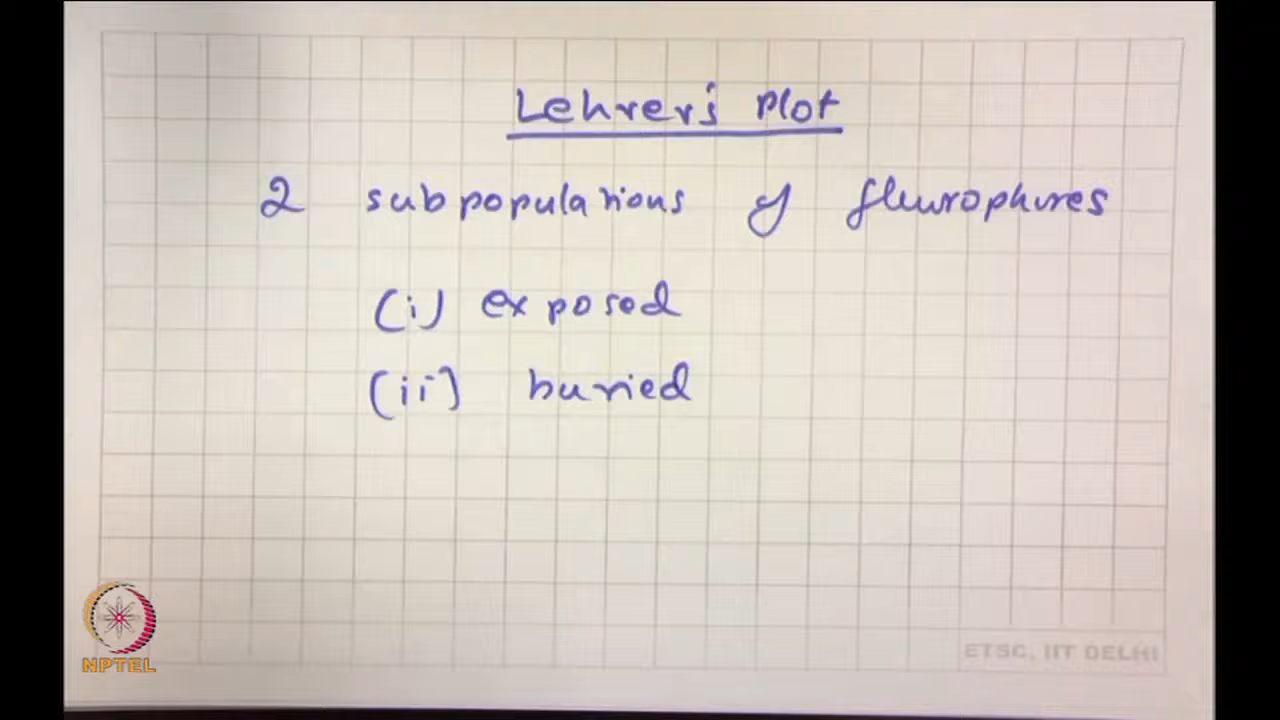 Lehrer's Plot
2 subpopulations of flurophores
(i) exposed
(ii) buried
NPTEL
ETSC, IIT DELHI